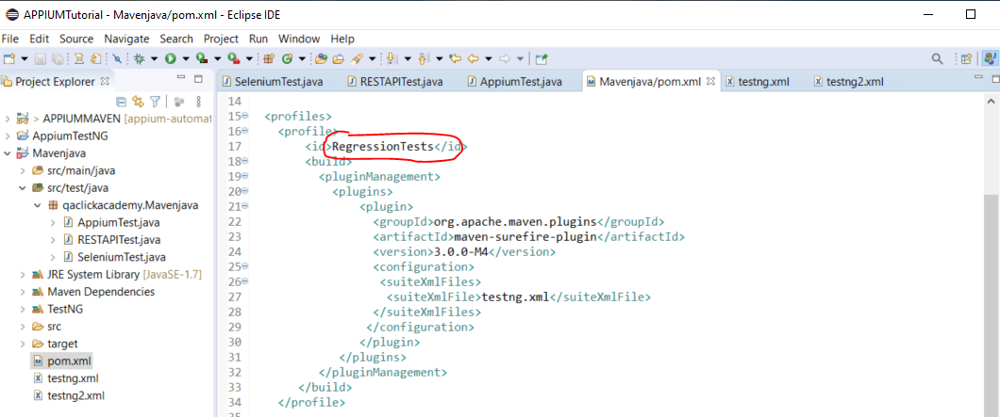 APPIUMTutorial - Mavenjava/pom.xml - Eclipse IDE
File Edit Source Navigate Search Project Run Window Help
Project Explorer
SeleniumTest.java RESTAPITest.java AppiumTest.java Mavenjava/pom.xml testng.xml testng2.xml
> APPIUMMAVEN [appium-automat
AppiumTestNG
Mavenjava
src/main/java
src/test/java
qaclickacademy.Mavenjava
AppiumTest.java
RESTAPITest.java
SeleniumTest.java
JRE System Library [JavaSE-1.7]
Maven Dependencies
TestNG
src
target
pom.xml
testng.xml
testng2.xml
14
15 <profiles>
16 <profile>
17 <id>RegressionTests</id>
18 <build>
19 <pluginManagement>
20 <plugins>
21 <plugin>
22 <groupId>org.apache.maven.plugins</groupId>
23 <artifactId>maven-surefire-plugin</artifactId>
24 <version>3.0.0-M4</version>
25 <configuration>
26 <suiteXmlFiles>
27 <suiteXmlFile>testng.xml</suiteXmlFile>
28 </suiteXmlFiles>
29 </configuration>
30 </plugin>
31 </plugins>
32 </pluginManagement>
33 </build>
34 </profile>